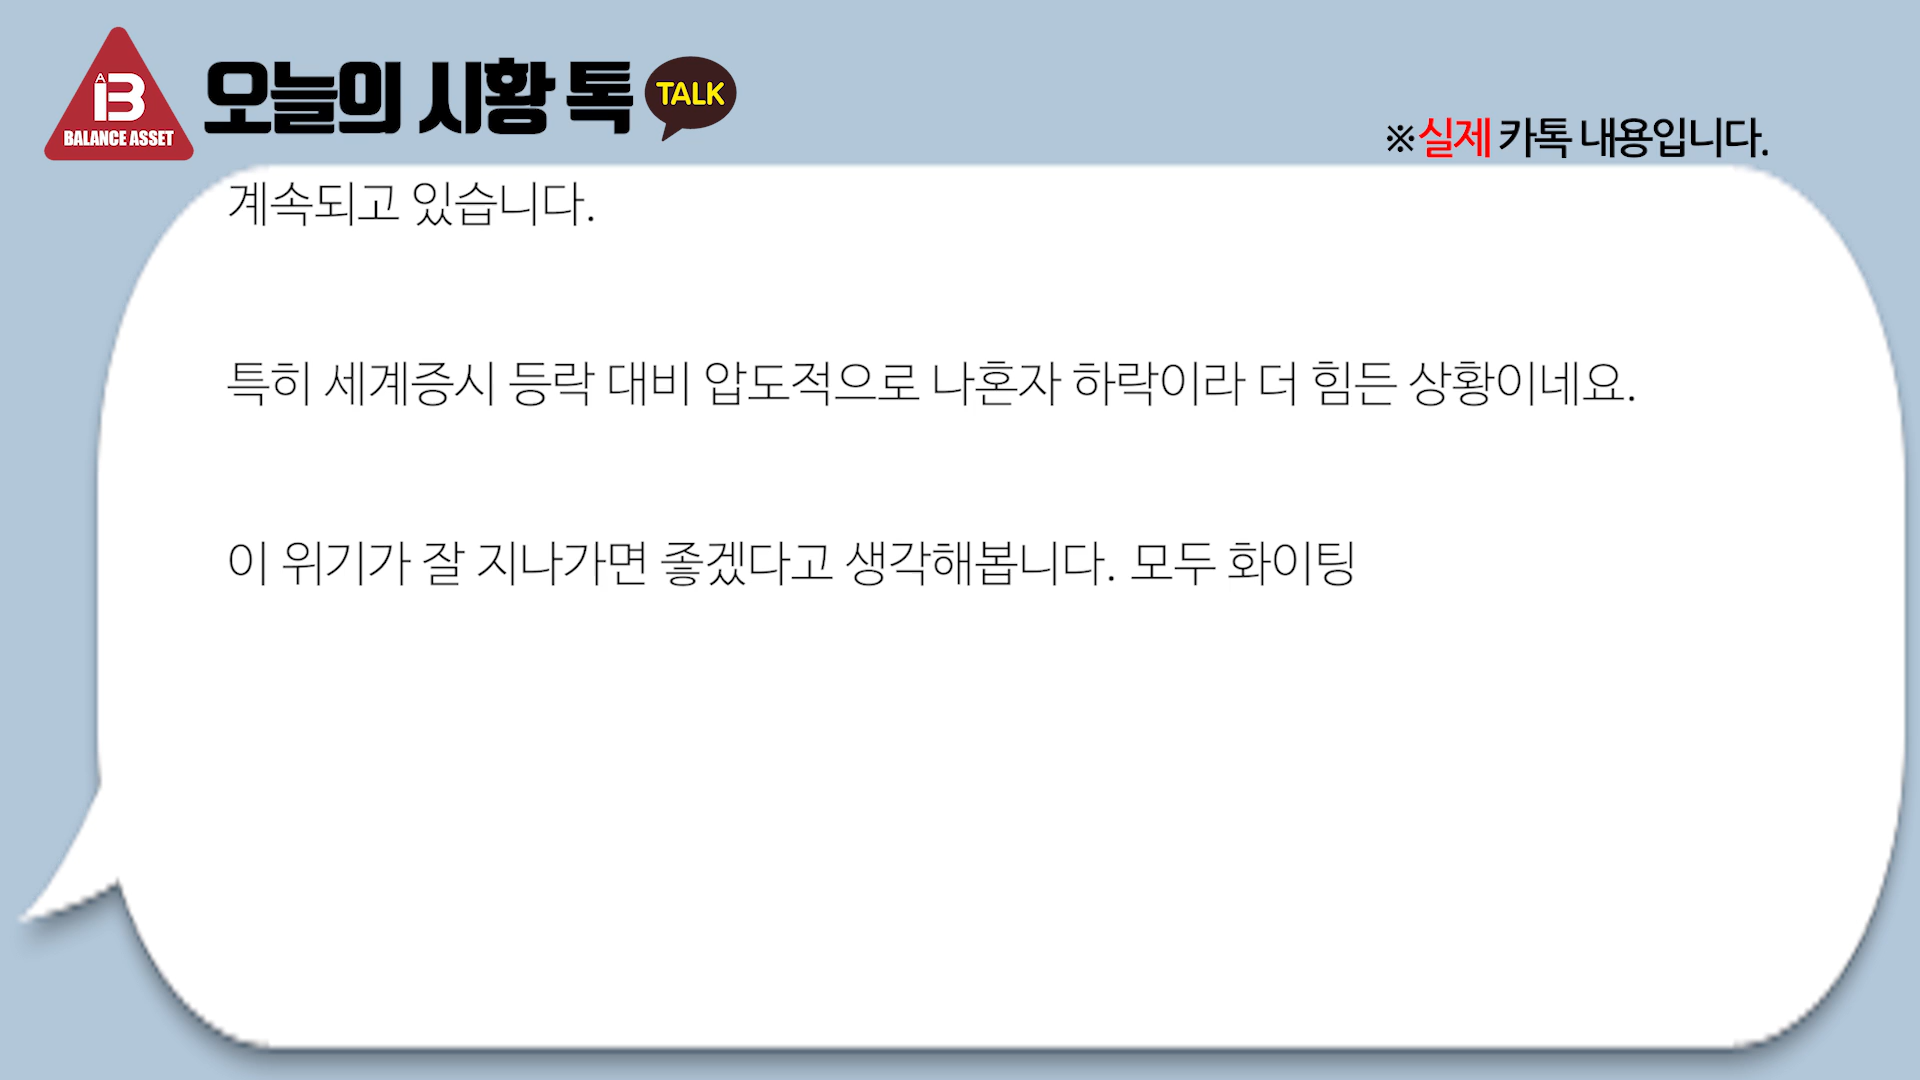 A
B
BALANCE ASSET
오늘의 시황 톡
TALK
※실제 카톡 내용입니다.
계속되고 있습니다.
특히 세계증시 등락 대비 압도적으로 나혼자 하락이라 더 힘든 상황이네요.
이 위기가 잘 지나가면 좋겠다고 생각해봅니다. 모두 화이팅